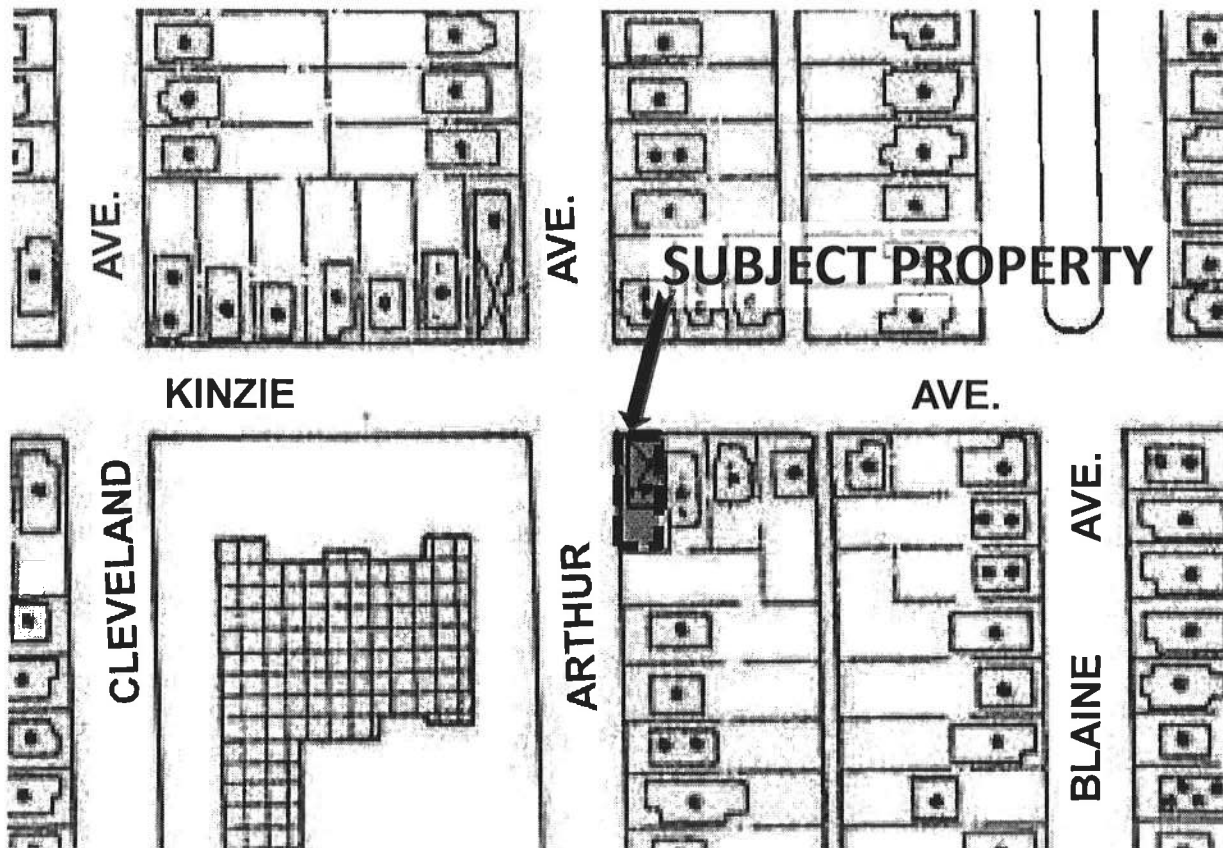 AVE.
AVE.
SUBJECT PROPERTY
KINZIE
AVE.
CLEVELAND
ARTHUR
AVE.
BLAINE